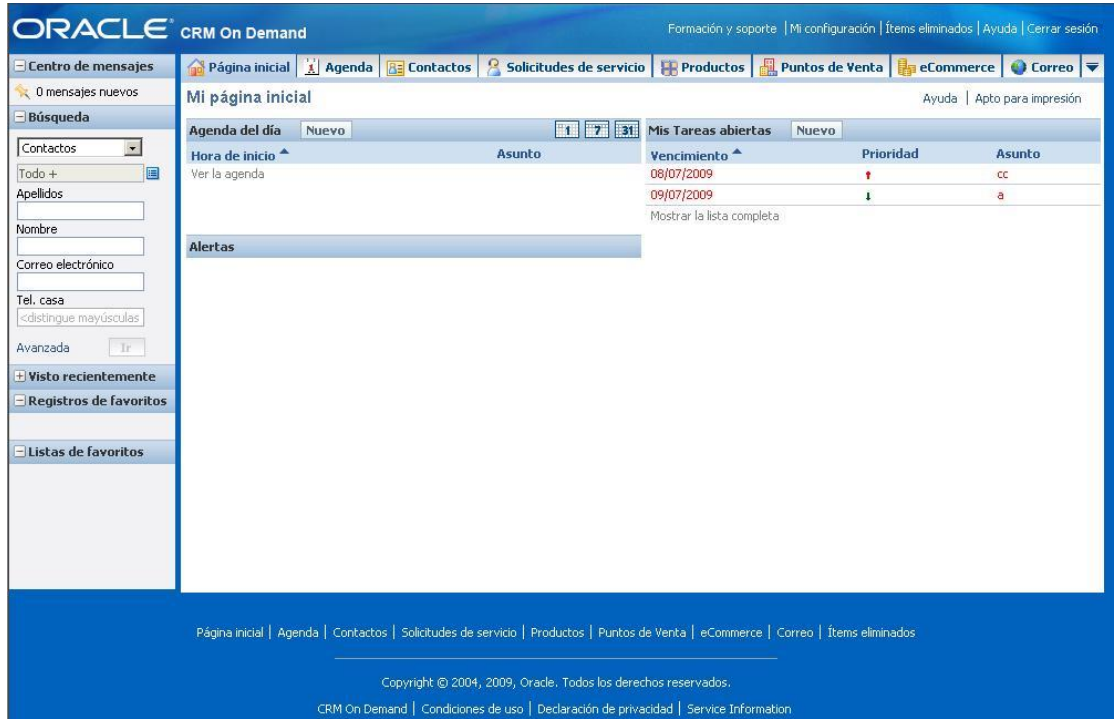 ORACLE CRM On Demand
Formación y soporte | Mi configuración | Ítems eliminados | Ayuda | Cerrar sesión
Centro de mensajes
0 mensajes nuevos
Búsqueda
Contactos
Todo +
Apellidos
Nombre
Correo electrónico
Tel. casa
<distingue mayúsculas
Avanzada Ir
Visto recientemente
Registros de favoritos
Listas de favoritos
Página inicial Agenda Contactos Solicitudes de servicio Productos Puntos de Venta eCommerce Correo
Mi página inicial
Ayuda | Apto para impresión
Agenda del día Nuevo 1 7 31
Hora de inicio Asunto
Ver la agenda
Alertas
Mis Tareas abiertas Nuevo
Vencimiento Prioridad Asunto
08/07/2009 cc
09/07/2009 a
Mostrar la lista completa
Página inicial | Agenda | Contactos | Solicitudes de servicio | Productos | Puntos de Venta | eCommerce | Correo | Ítems eliminados
Copyright © 2004, 2009, Oracle. Todos los derechos reservados.
CRM On Demand | Condiciones de uso | Declaración de privacidad | Service Information